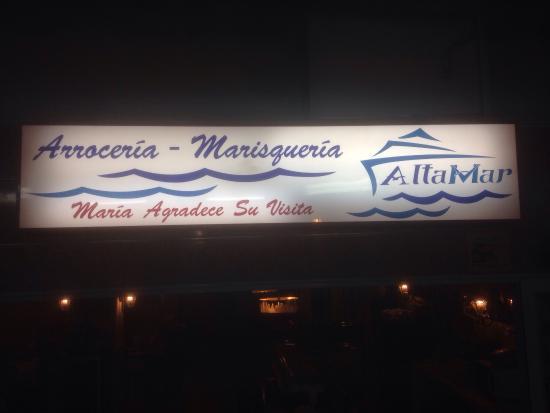 Arrocería - Marisquería
AltaMar
María Agradece Su Visita